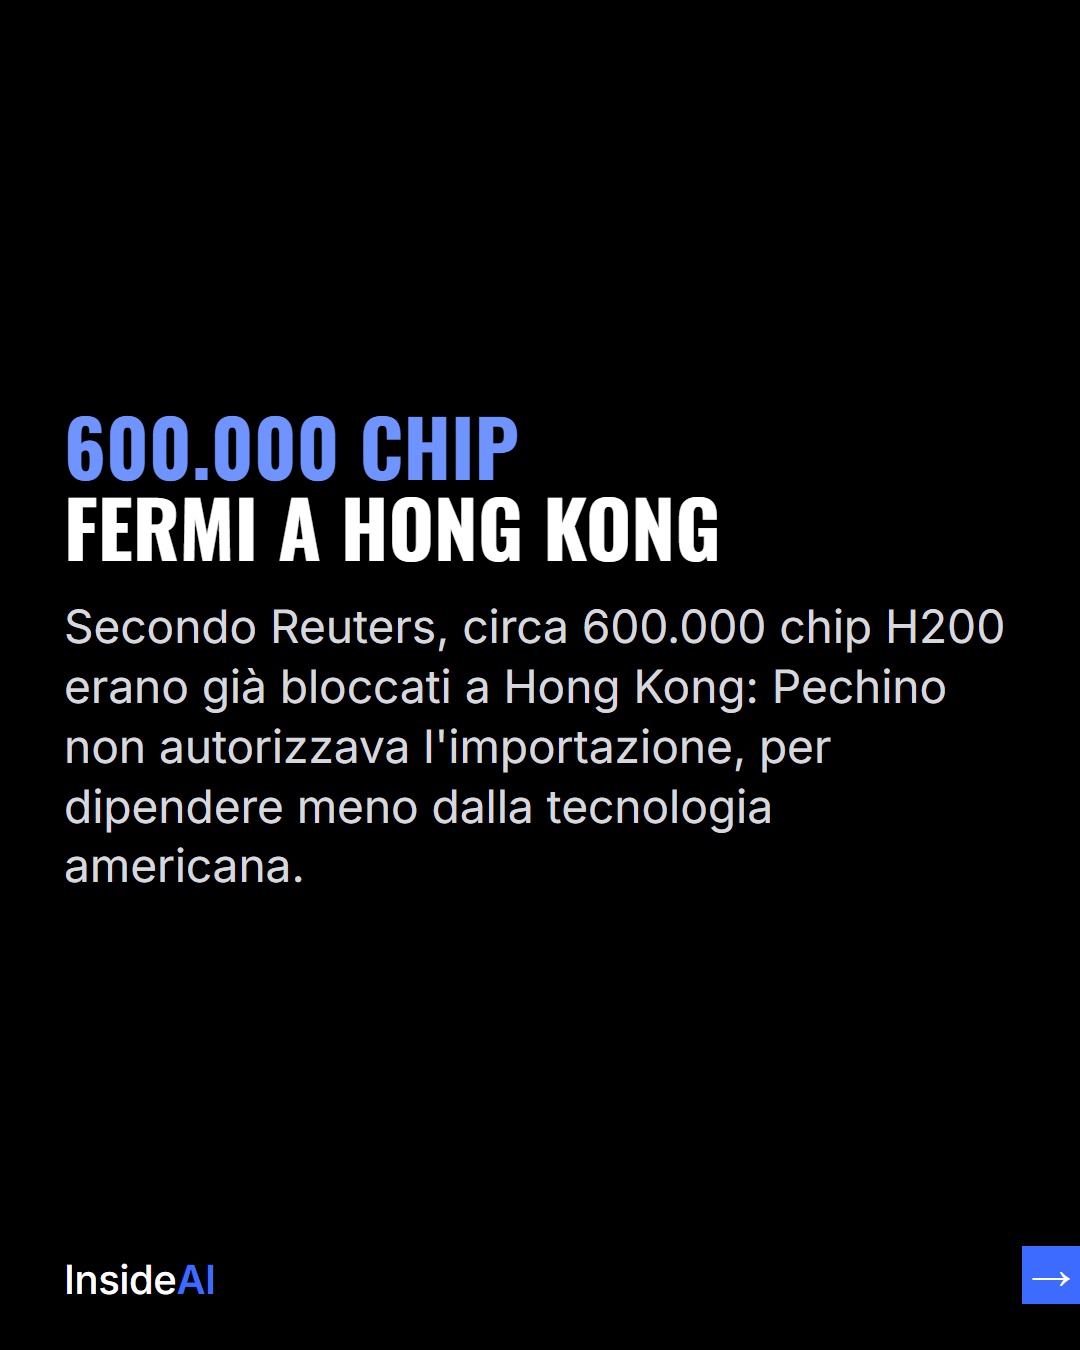 600.000 CHIP
FERMI A HONG KONG
Secondo Reuters, circa 600.000 chip H200
erano già bloccati a Hong Kong: Pechino
non autorizzava l'importazione, per
dipendere meno dalla tecnologia
americana.
InsideAI
→